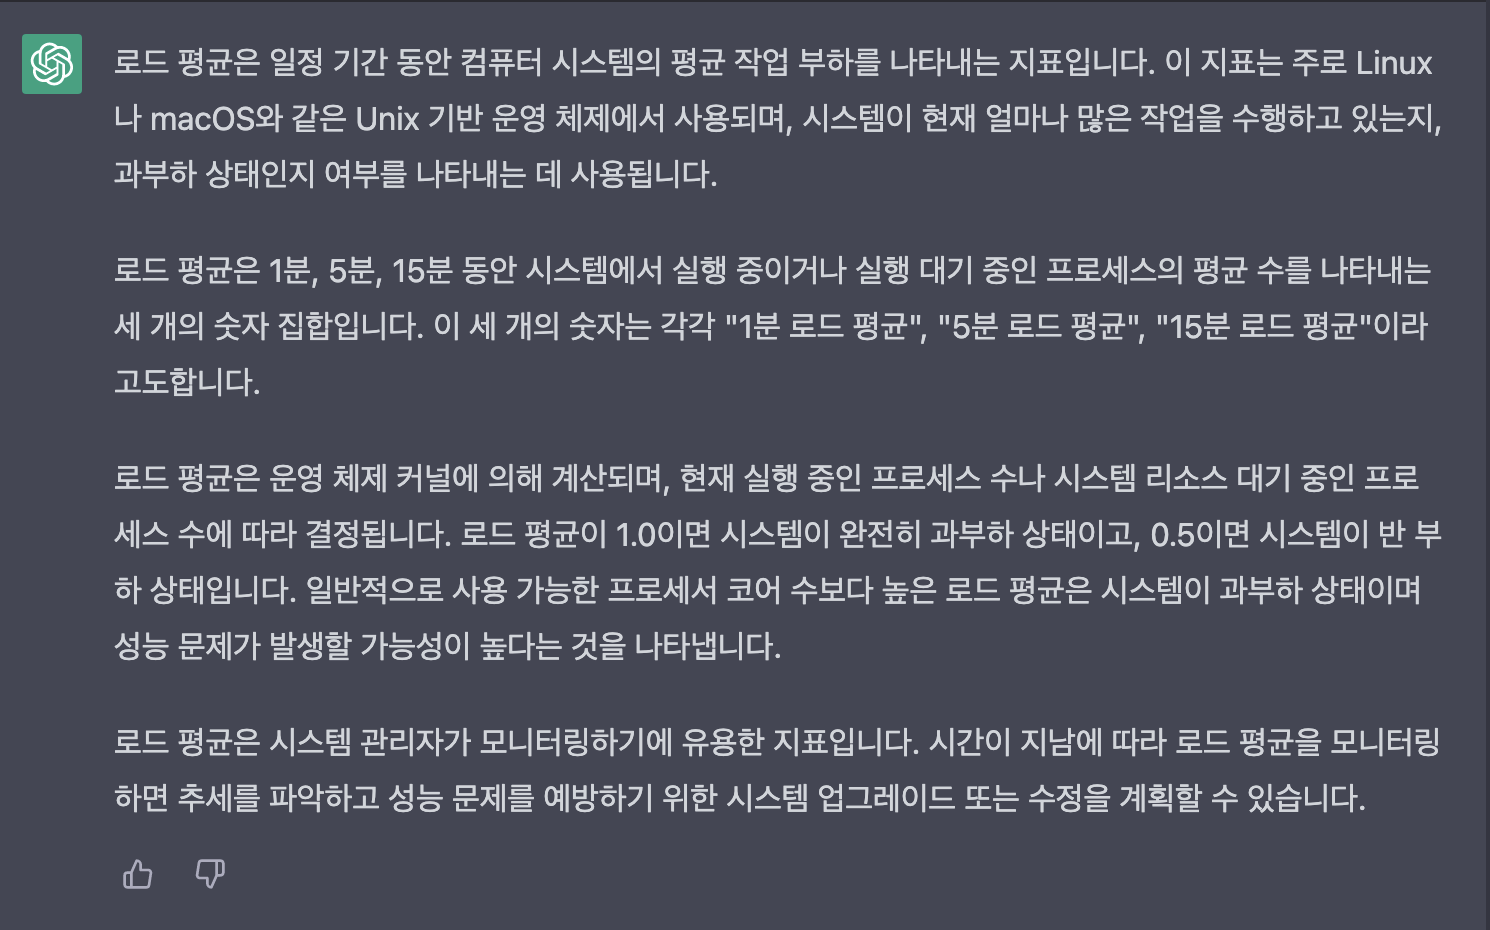 로드 평균은 일정 기간 동안 컴퓨터 시스템의 평균 작업 부하를 나타내는 지표입니다. 이 지표는 주로 Linux
나 macOS와 같은 Unix 기반 운영 체제에서 사용되며, 시스템이 현재 얼마나 많은 작업을 수행하고 있는지,
과부하 상태인지 여부를 나타내는 데 사용됩니다.
로드 평균은 1분, 5분, 15분 동안 시스템에서 실행 중이거나 실행 대기 중인 프로세스의 평균 수를 나타내는
세 개의 숫자 집합입니다. 이 세 개의 숫자는 각각 "1분 로드 평균", "5분 로드 평균", "15분 로드 평균"이라
고도합니다.
로드 평균은 운영 체제 커널에 의해 계산되며, 현재 실행 중인 프로세스 수나 시스템 리소스 대기 중인 프로
세스 수에 따라 결정됩니다. 로드 평균이 1.0이면 시스템이 완전히 과부하 상태이고, 0.5이면 시스템이 반 부
하 상태입니다. 일반적으로 사용 가능한 프로세서 코어 수보다 높은 로드 평균은 시스템이 과부하 상태이며
성능 문제가 발생할 가능성이 높다는 것을 나타냅니다.
로드 평균은 시스템 관리자가 모니터링하기에 유용한 지표입니다. 시간이 지남에 따라 로드 평균을 모니터링
하면 추세를 파악하고 성능 문제를 예방하기 위한 시스템 업그레이드 또는 수정을 계획할 수 있습니다.